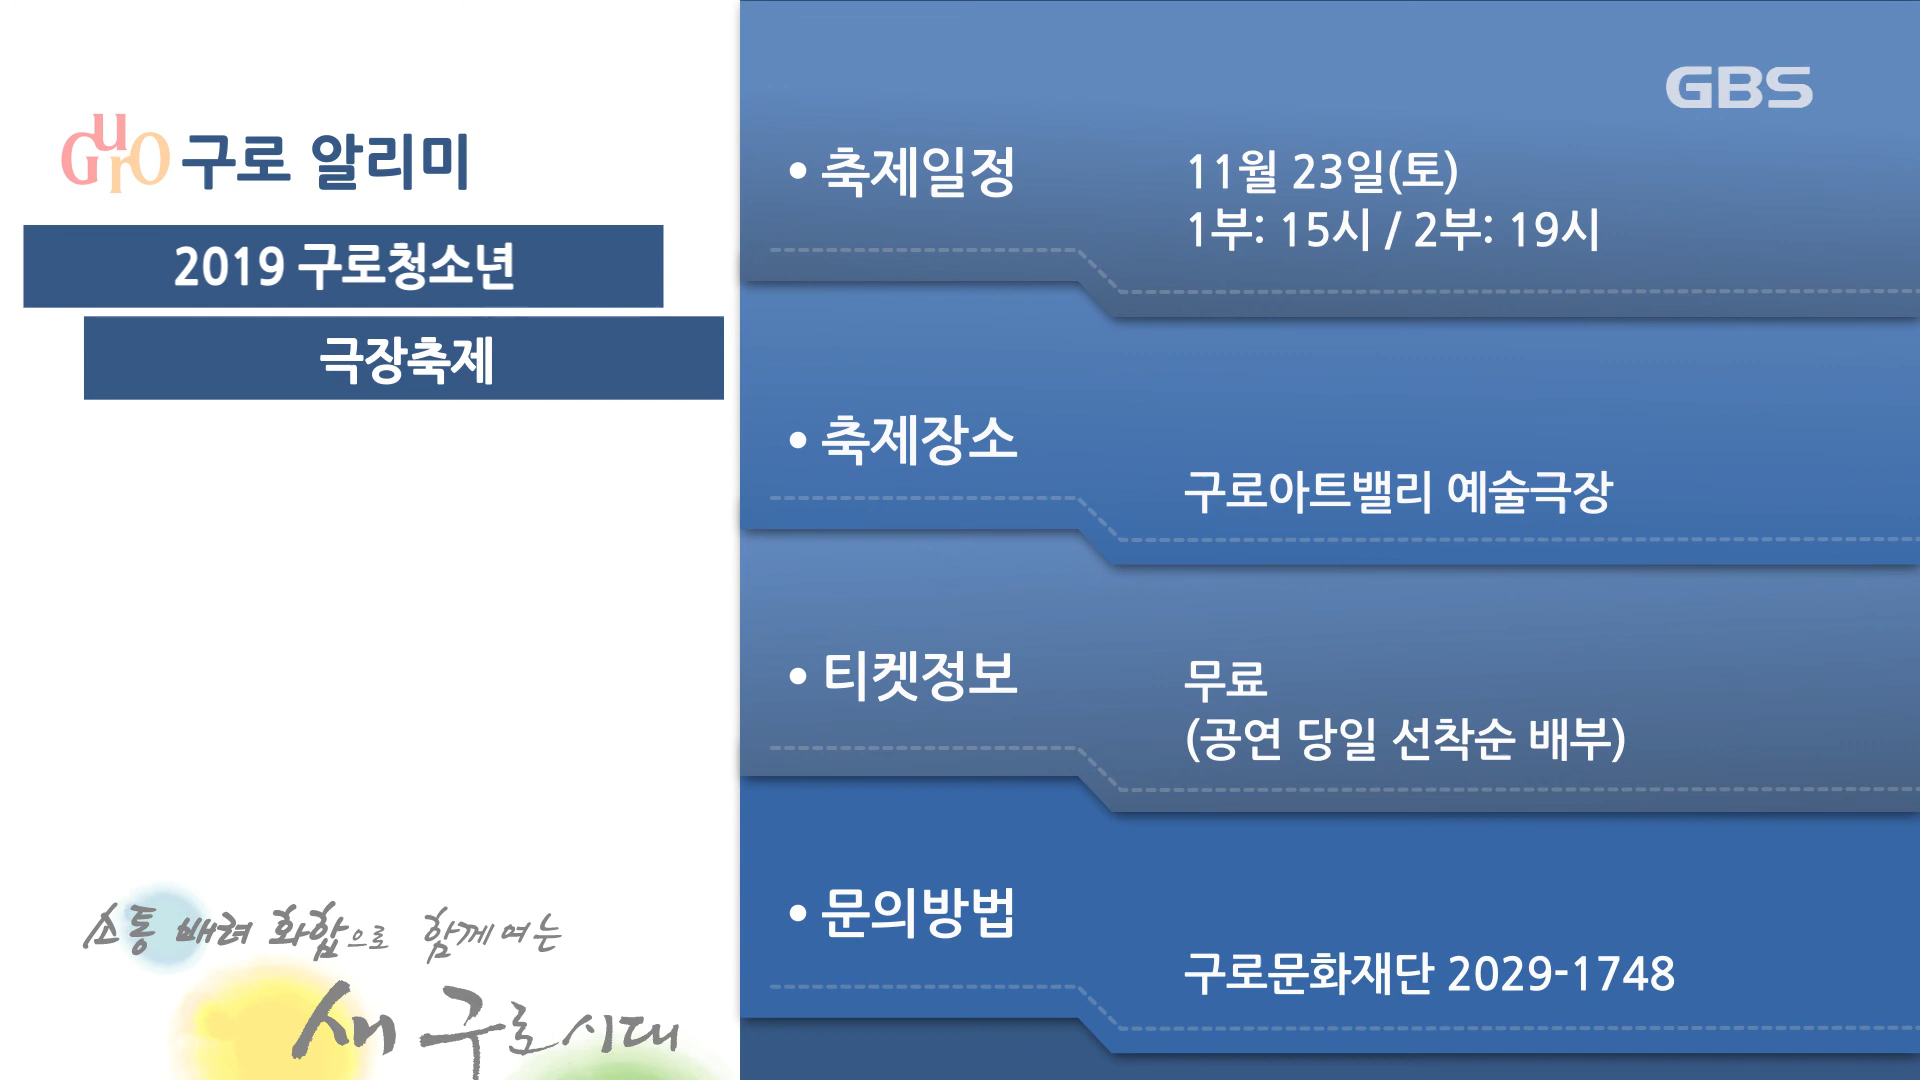 GurO 구로 알리미
2019 구로청소년
극장축제
소통 배려 화합으로 함께 여는
새 구로 시대
GBS
• 축제일정
11월 23일(토)
1부: 15시 / 2부: 19시
• 축제장소
구로아트밸리 예술극장
• 티켓정보
무료
(공연 당일 선착순 배부)
• 문의방법
구로문화재단 2029-1748